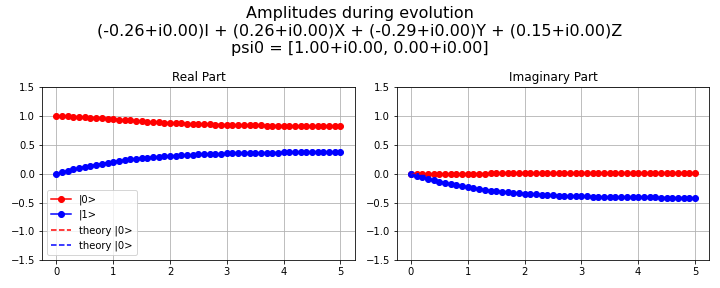 Amplitudes during evolution
(-0.26+i0.00)I + (0.26+i0.00)X + (-0.29+i0.00)Y + (0.15+i0.00)Z
psi0 = [1.00+i0.00, 0.00+i0.00]
Real Part
1.5
1.0
0.5
0.0
−0.5
−1.0
−1.5
0 1 2 3 4 5
|0>
|1>
theory |0>
theory |0>
Imaginary Part
1.5
1.0
0.5
0.0
−0.5
−1.0
−1.5
0 1 2 3 4 5